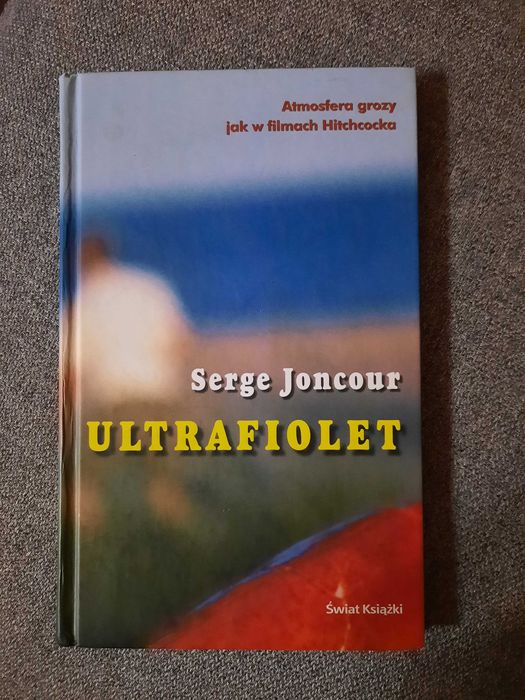 Atmosfera grozy
jak w filmach Hitchcocka
Serge Joncour
ULTRAFIOLET
Świat Książki